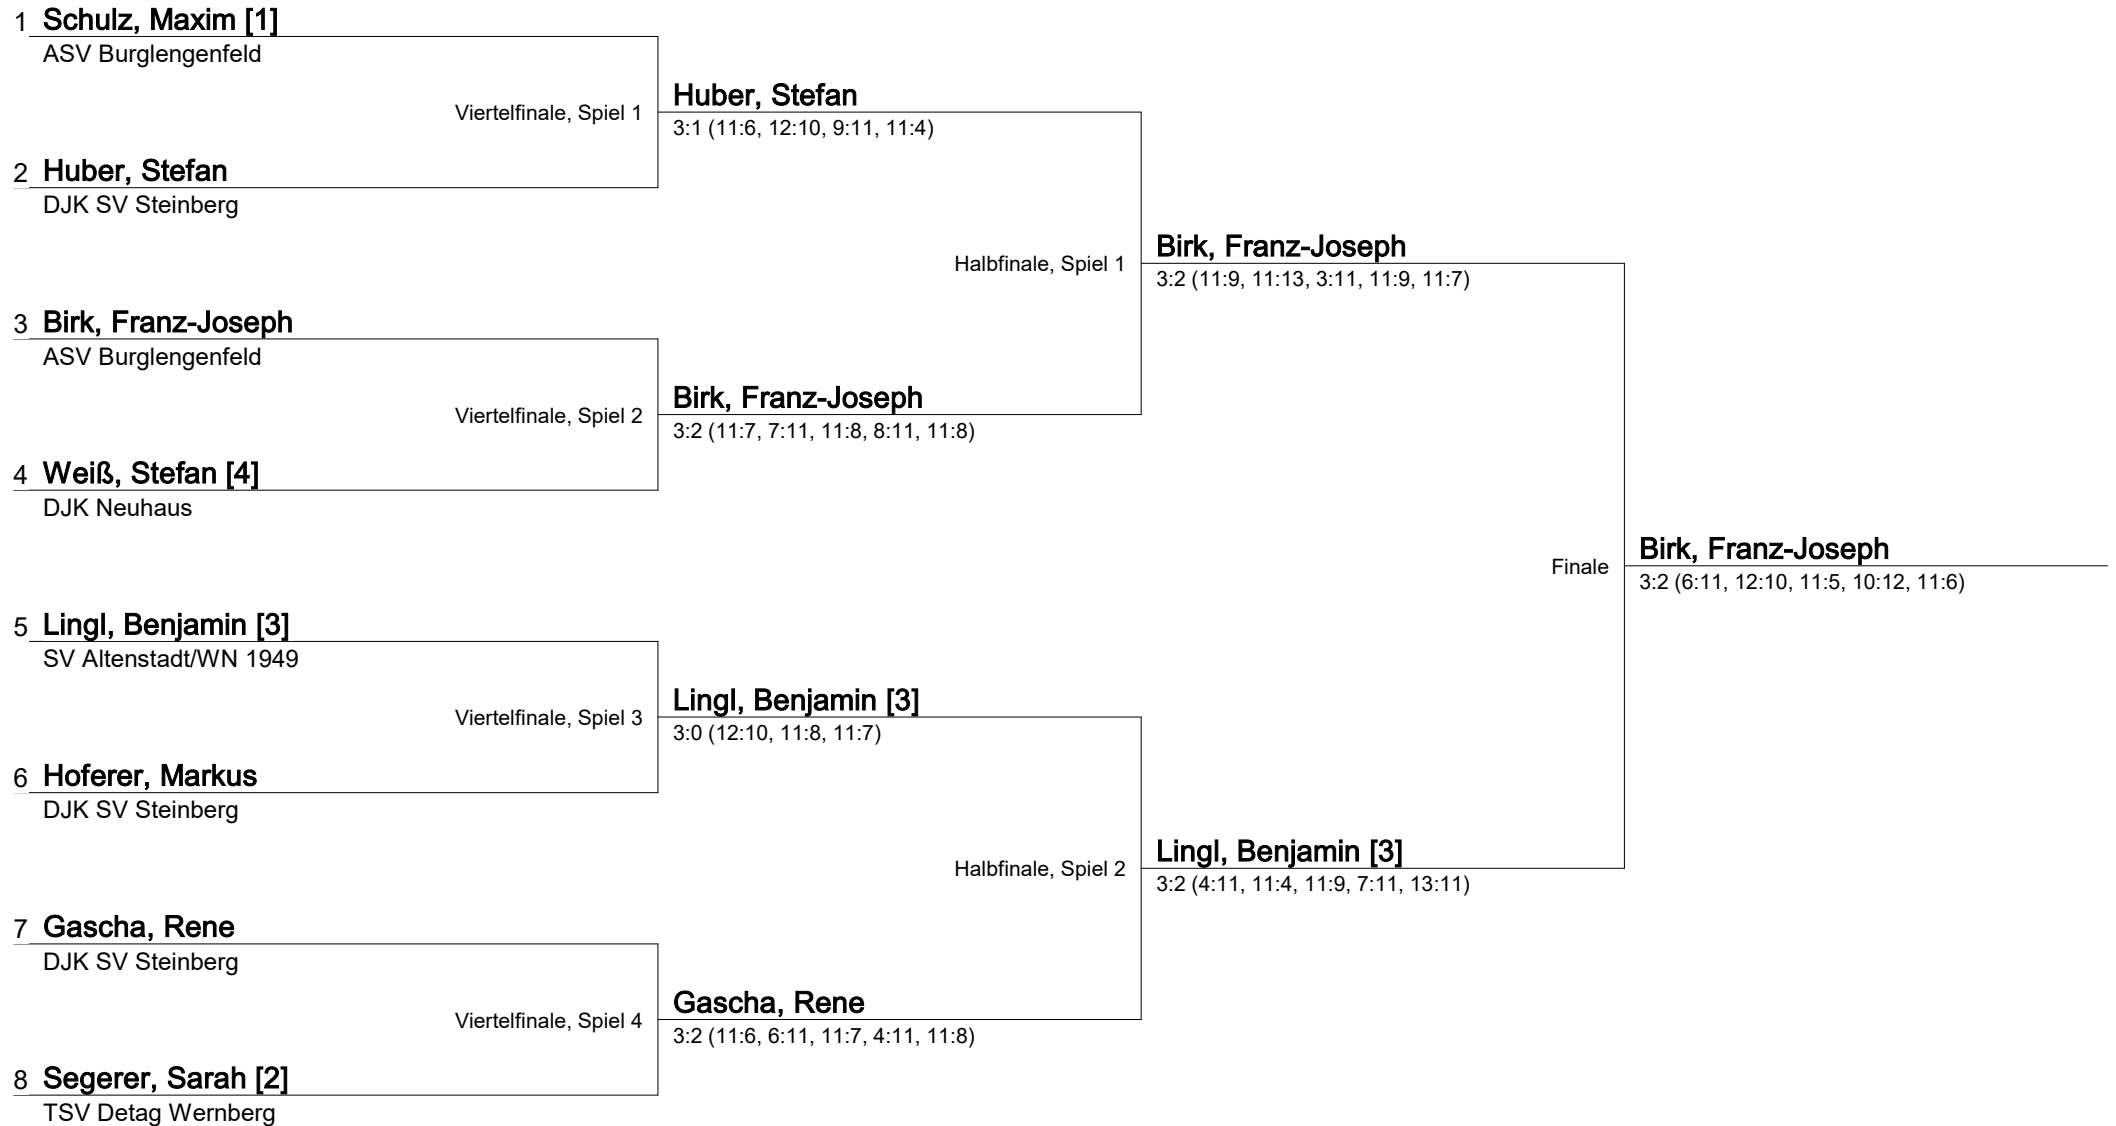 1 Schulz, Maxim [1]
ASV Burglengenfeld
Viertelfinale, Spiel 1
Huber, Stefan
3:1 (11:6, 12:10, 9:11, 11:4)
2 Huber, Stefan
DJK SV Steinberg
Halbfinale, Spiel 1
Birk, Franz-Joseph
3:2 (11:9, 11:13, 3:11, 11:9, 11:7)
3 Birk, Franz-Joseph
ASV Burglengenfeld
Viertelfinale, Spiel 2
Birk, Franz-Joseph
3:2 (11:7, 7:11, 11:8, 8:11, 11:8)
4 Weiß, Stefan [4]
DJK Neuhaus
Finale
Birk, Franz-Joseph
3:2 (6:11, 12:10, 11:5, 10:12, 11:6)
5 Lingl, Benjamin [3]
SV Altenstadt/WN 1949
Viertelfinale, Spiel 3
Lingl, Benjamin [3]
3:0 (12:10, 11:8, 11:7)
6 Hoferer, Markus
DJK SV Steinberg
Halbfinale, Spiel 2
Lingl, Benjamin [3]
3:2 (4:11, 11:4, 11:9, 7:11, 13:11)
7 Gascha, Rene
DJK SV Steinberg
Viertelfinale, Spiel 4
Gascha, Rene
3:2 (11:6, 6:11, 11:7, 4:11, 11:8)
8 Segerer, Sarah [2]
TSV Detag Wernberg